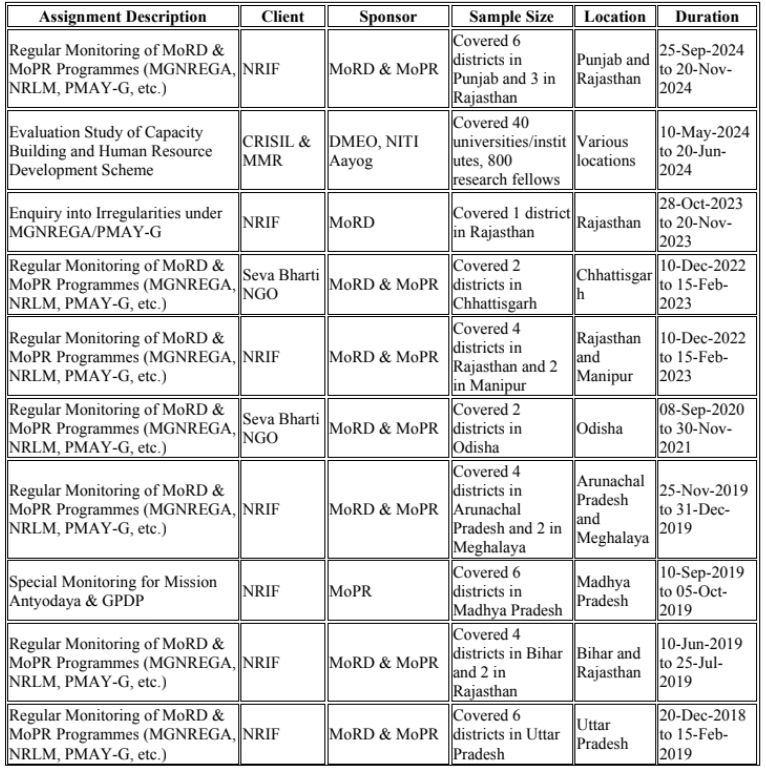 Assignment Description Client Sponsor Sample Size Location Duration
Regular Monitoring of MoRD &
MoPR Programmes (MGNREGA,
NRLM, PMAY-G, etc.)
NRIF
MoRD & MoPR
Covered 6
districts in
Punjab and 3 in
Rajasthan
Punjab and
Rajasthan
25-Sep-2024
to 20-Nov-
2024
Evaluation Study of Capacity
Building and Human Resource
Development Scheme
CRISIL &
MMR
DMEO, NITI
Aayog
Covered 40
universities/instit
utes, 800
research fellows
Various
locations
10-May-2024
to 20-Jun-
2024
Enquiry into Irregularities under
MGNREGA/PMAY-G
NRIF
MoRD
Covered 1 district
in Rajasthan
Rajasthan
28-Oct-2023
to 20-Nov-
2023
Regular Monitoring of MoRD &
MoPR Programmes (MGNREGA,
NRLM, PMAY-G, etc.)
Seva Bharti
NGO
MoRD & MoPR
Covered 2
districts in
Chhattisgarh
Chhattisgar
h
10-Dec-2022
to 15-Feb-
2023
Regular Monitoring of MoRD &
MoPR Programmes (MGNREGA,
NRLM, PMAY-G, etc.)
NRIF
MoRD & MoPR
Covered 4
districts in
Rajasthan and 2
in Manipur
Rajasthan
and
Manipur
10-Dec-2022
to 15-Feb-
2023
Regular Monitoring of MoRD &
MoPR Programmes (MGNREGA,
NRLM, PMAY-G, etc.)
Seva Bharti
NGO
MoRD & MoPR
Covered 2
districts in
Odisha
Odisha
08-Sep-2020
to 30-Nov-
2021
Regular Monitoring of MoRD &
MoPR Programmes (MGNREGA,
NRLM, PMAY-G, etc.)
NRIF
MoRD & MoPR
Covered 4
districts in
Arunachal
Pradesh and 2 in
Meghalaya
Arunachal
Pradesh
and
Meghalaya
25-Nov-2019
to 31-Dec-
2019
Special Monitoring for Mission
Antyodaya & GPDP
NRIF
MoPR
Covered 6
districts in
Madhya Pradesh
Madhya
Pradesh
10-Sep-2019
to 05-Oct-
2019
Regular Monitoring of MoRD &
MoPR Programmes (MGNREGA,
NRLM, PMAY-G, etc.)
NRIF
MoRD & MoPR
Covered 4
districts in Bihar
and 2 in
Rajasthan
Bihar and
Rajasthan
10-Jun-2019
to 25-Jul-
2019
Regular Monitoring of MoRD &
MoPR Programmes (MGNREGA,
NRLM, PMAY-G, etc.)
NRIF
MoRD & MoPR
Covered 6
districts in Uttar
Pradesh
Uttar
Pradesh
20-Dec-2018
to 15-Feb-
2019